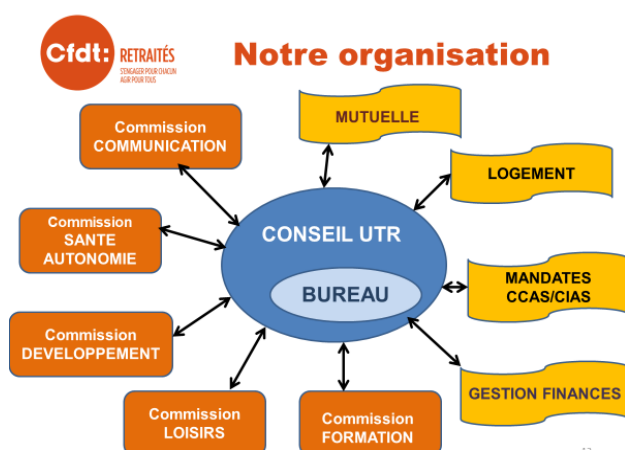 Cfdt:
RETRAITÉS
S'ENGAGER POUR CHACUN
AGIR POUR TOUS
Notre organisation
Commission
COMMUNICATION
MUTUELLE
LOGEMENT
Commission
SANTE
AUTONOMIE
CONSEIL UTR
BUREAU
MANDATES
CCAS/CIAS
Commission
DEVELOPPEMENT
Commission
LOISIRS
Commission
FORMATION
GESTION FINANCES